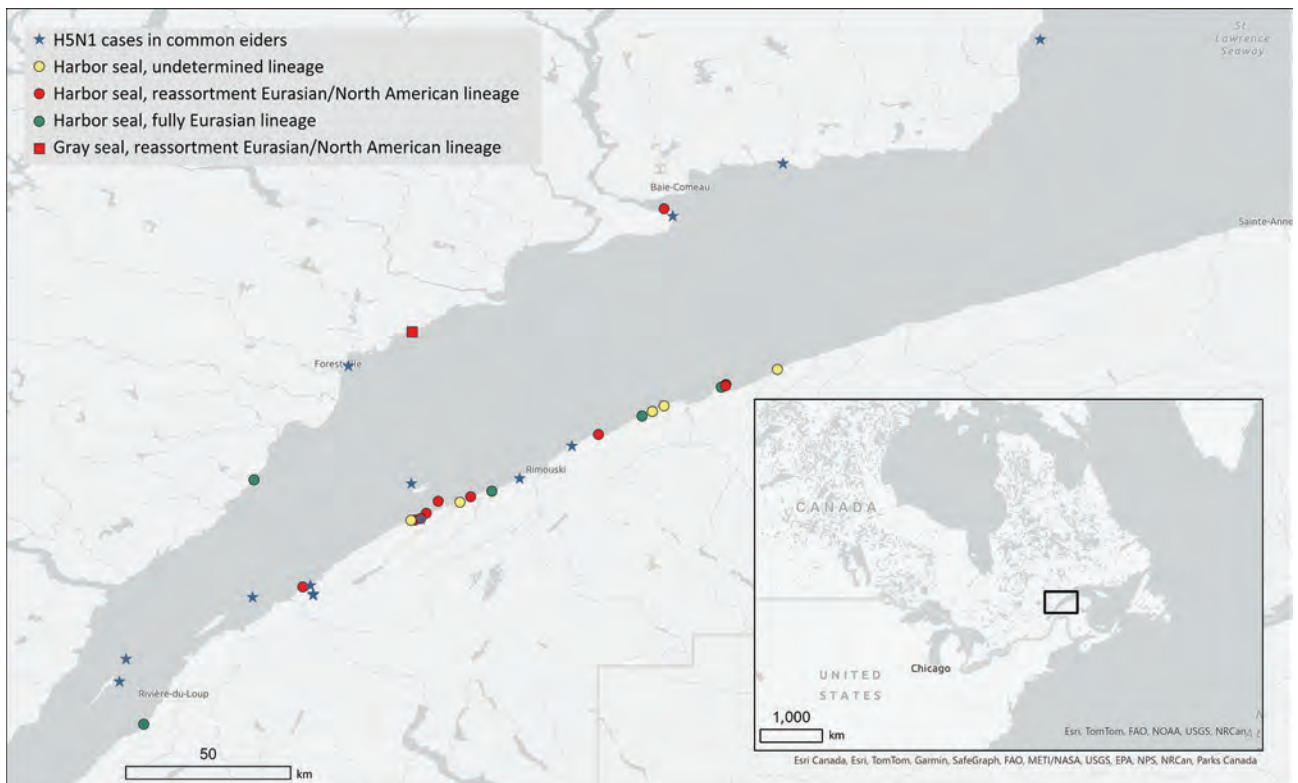 H5N1 cases in common eiders
Harbor seal, undetermined lineage
Harbor seal, reassortment Eurasian/North American lineage
Harbor seal, fully Eurasian lineage
Gray seal, reassortment Eurasian/North American lineage
St.
Lawrence
Seaway
Baie-Comeau
Sainte-Anne
Rimouski
Rivière-du-Loup
50
km
CANADA
UNITED
STATES
Chicago
1,000
km
Esri, TomTom, FAO, NOAA, USGS, NRCan
Esri Canada, Esri, TomTom, Garmin, SafeGraph, FAO, METI/NASA, USGS, EPA, NPS, NRCan, Parks Canada